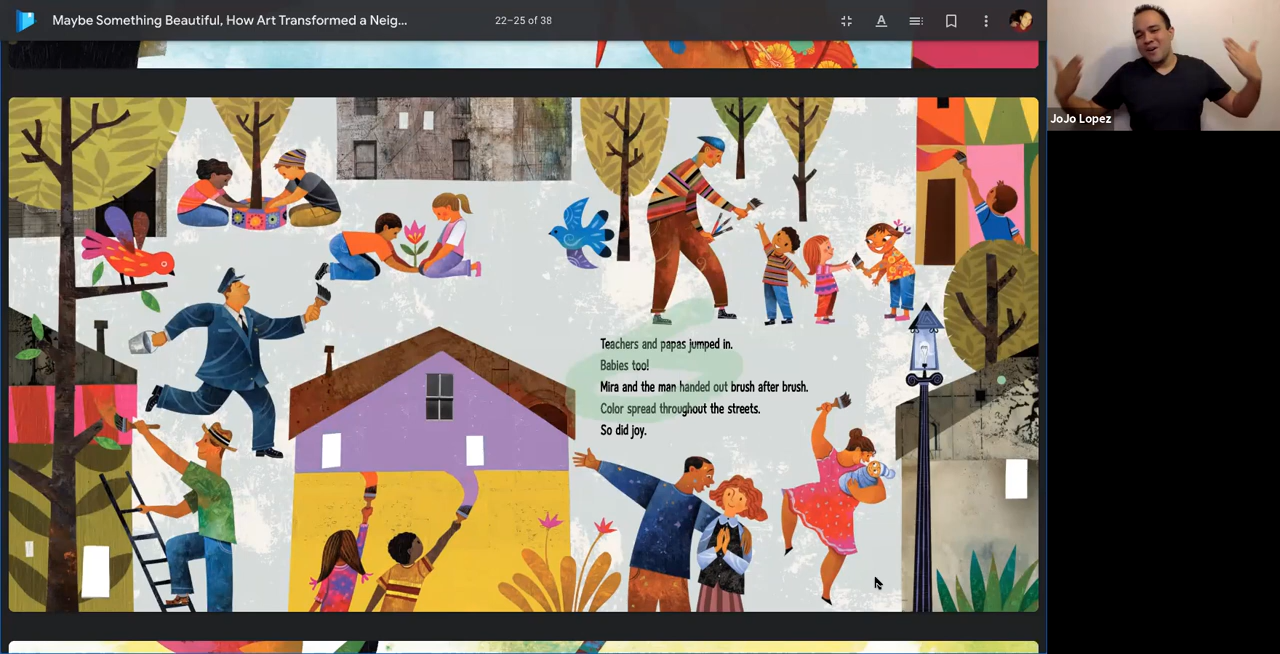 Maybe Something Beautiful, How Art Transformed a Neig...
22–25 of 38
A
JoJo Lopez
Teachers and papas jumped in.
Babies too!
Mira and the man handed out brush after brush.
Color spread throughout the streets.
So did joy.